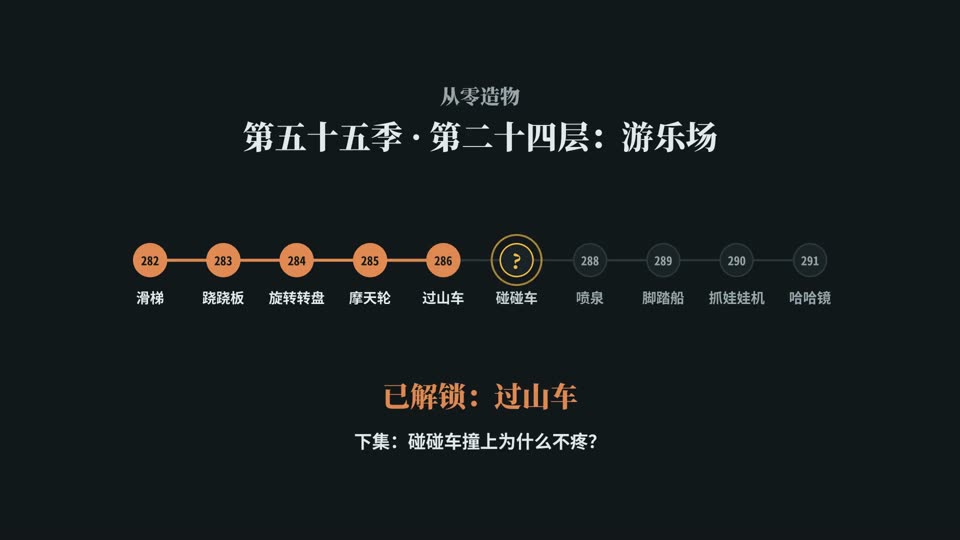 从零造物
第五十五季 · 第二十四层：游乐场
282 283 284 285 286 ? 288 289 290 291
滑梯 跷跷板 旋转转盘 摩天轮 过山车 碰碰车 喷泉 脚踏船 抓娃娃机 哈哈镜
已解锁：过山车
下集：碰碰车撞上为什么不疼？